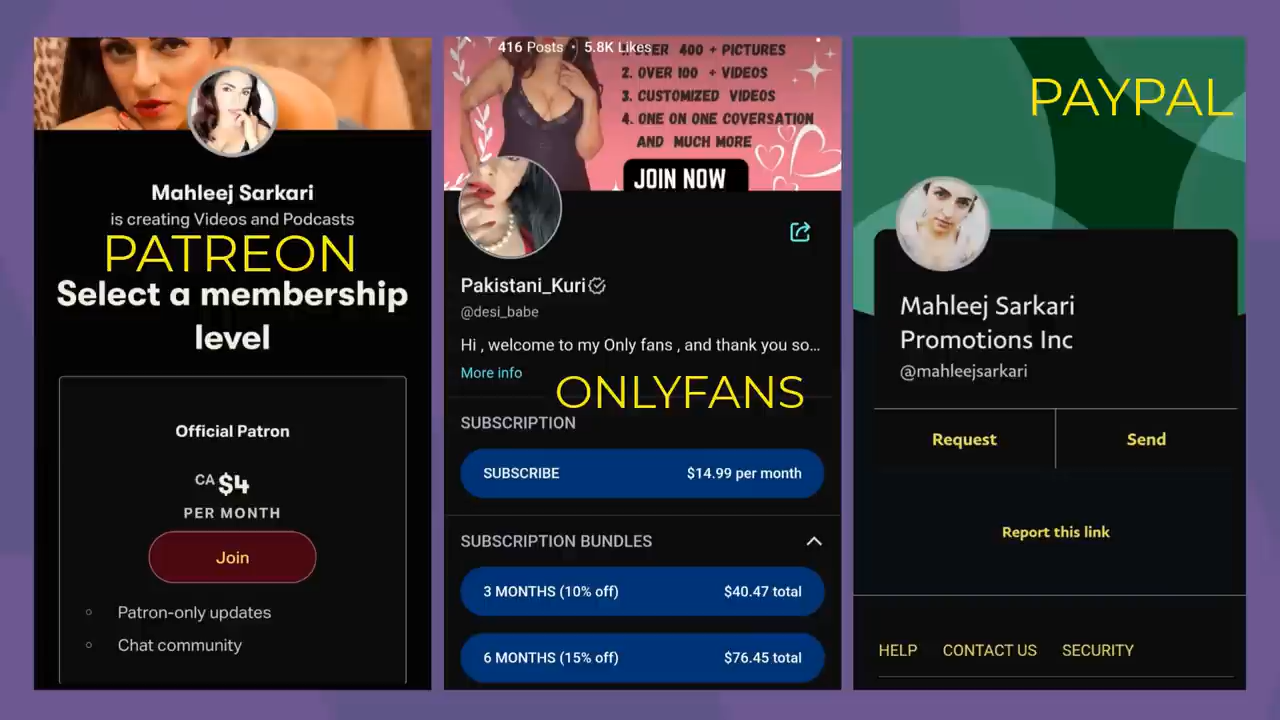 Mahleej Sarkari
is creating Videos and Podcasts
PATREON
Select a membership
level
Official Patron
CA $4
PER MONTH
Join
Patron-only updates
Chat community
416 Posts • 5.8K Likes
1. OVER 400 + PICTURES
2. OVER 100 + VIDEOS
3. CUSTOMIZED VIDEOS
4. ONE ON ONE COVERSATION
AND MUCH MORE
JOIN NOW
Pakistani_Kuri
@desi_babe
Hi , welcome to my Only fans , and thank you so...
More info
ONLYFANS
SUBSCRIPTION
SUBSCRIBE $14.99 per month
SUBSCRIPTION BUNDLES
3 MONTHS (10% off) $40.47 total
6 MONTHS (15% off) $76.45 total
PAYPAL
Mahleej Sarkari
Promotions Inc
@mahleejsarkari
Request Send
Report this link
HELP CONTACT US SECURITY